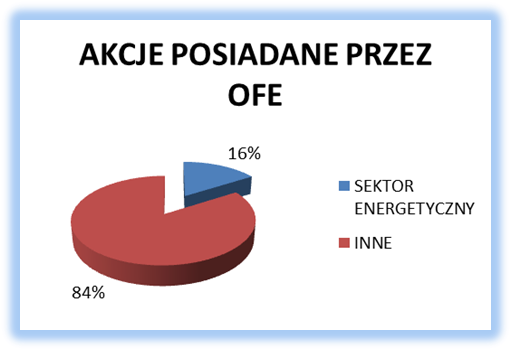 AKCJE POSIADANE PRZEZ
OFE
16%
SEKTOR
ENERGETYCZNY
INNE
84%